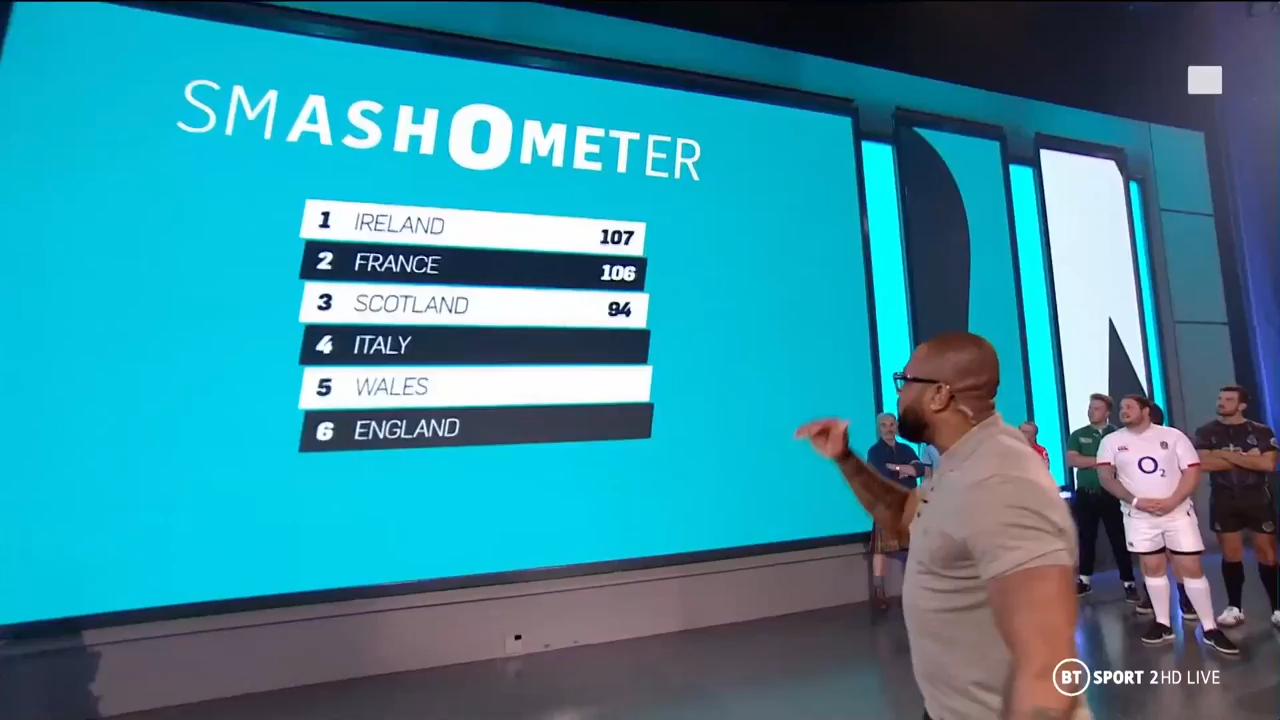 SMASHOMETER
1 IRELAND 107
2 FRANCE 106
3 SCOTLAND 94
4 ITALY
5 WALES
6 ENGLAND
O2
BT SPORT 2HD LIVE